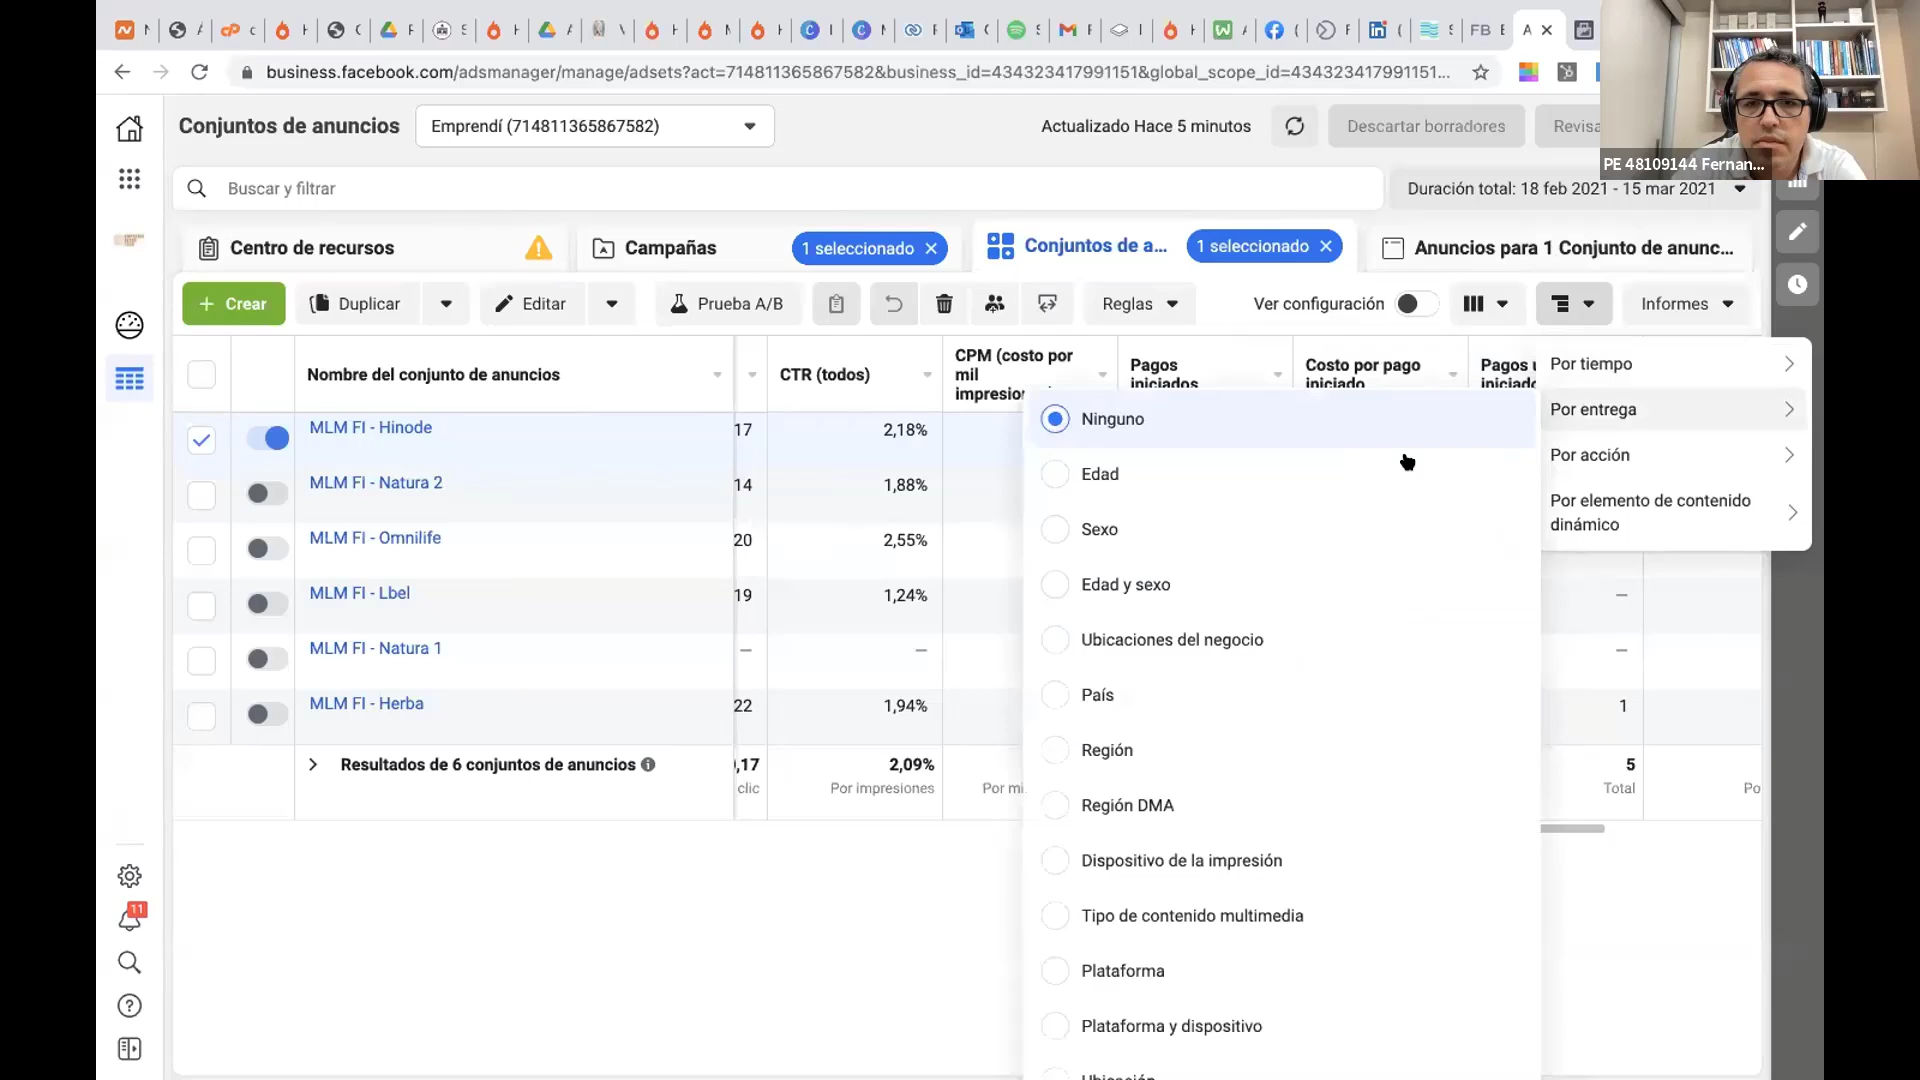 business.facebook.com/adsmanager/manage/adsets?act=714811365867582&business_id=434323417991151&global_scope_id=434323417991151...
PE 48109144 Fernan...
Conjuntos de anuncios
Emprendí (714811365867582)
Actualizado Hace 5 minutos
Descartar borradores
Revisa
Buscar y filtrar
Duración total: 18 feb 2021 - 15 mar 2021
Centro de recursos
Campañas
1 seleccionado
Conjuntos de a...
1 seleccionado
Anuncios para 1 Conjunto de anunc...
+ Crear
Duplicar
Editar
Prueba A/B
Reglas
Ver configuración
Informes
Nombre del conjunto de anuncios
CTR (todos)
CPM (costo por
mil
impresion
Pagos
iniciados
Costo por pago
iniciado
Pagos
Por tiempo
Por entrega
Por acción
Por elemento de contenido
dinámico
MLM FI - Hinode
17
2,18%
MLM FI - Natura 2
14
1,88%
MLM FI - Omnilife
20
2,55%
MLM FI - Lbel
19
1,24%
–
MLM FI - Natura 1
–
–
–
MLM FI - Herba
22
1,94%
1
Resultados de 6 conjuntos de anuncios
,17
clic
2,09%
Por impresiones
Por mi
5
Total
Po
Ninguno
Edad
Sexo
Edad y sexo
Ubicaciones del negocio
País
Región
Región DMA
Dispositivo de la impresión
Tipo de contenido multimedia
Plataforma
Plataforma y dispositivo
11